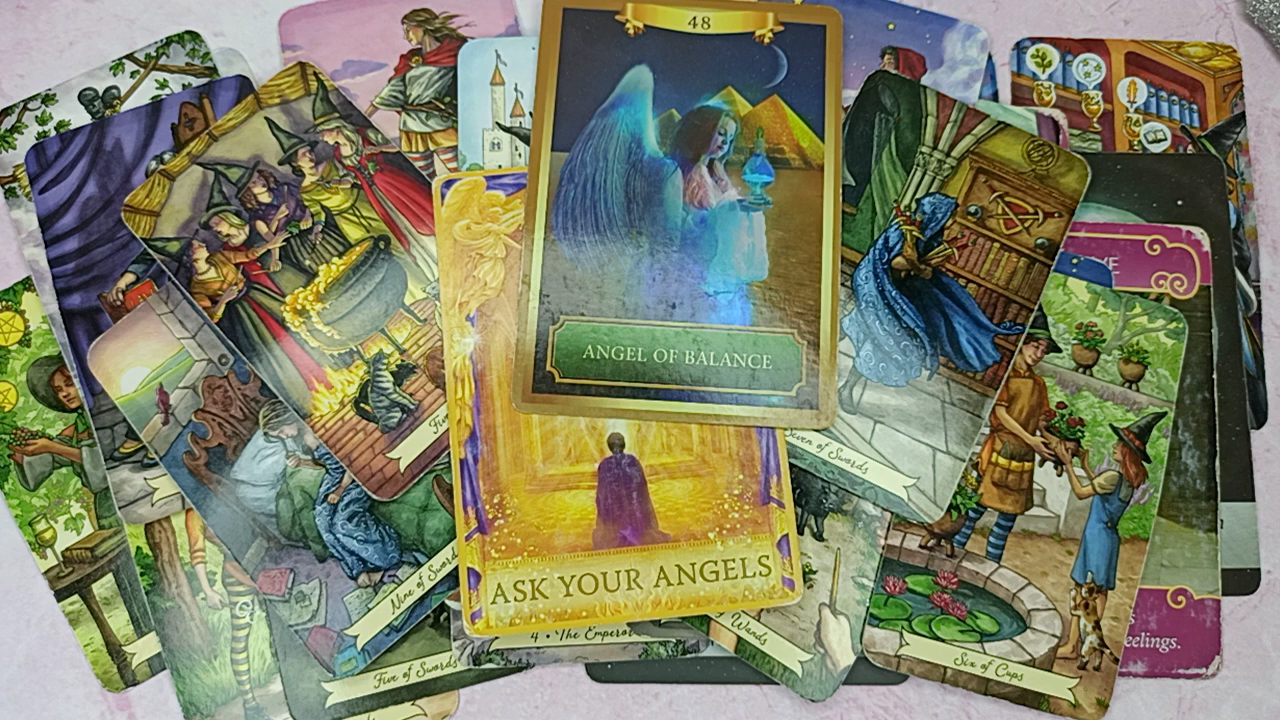 48
ANGEL OF BALANCE
Seven of Swords
ASK YOUR ANGELS
Nine of Swords
Five of Swords
4 • The Emperor
Wands
Six of Cups
eelings.